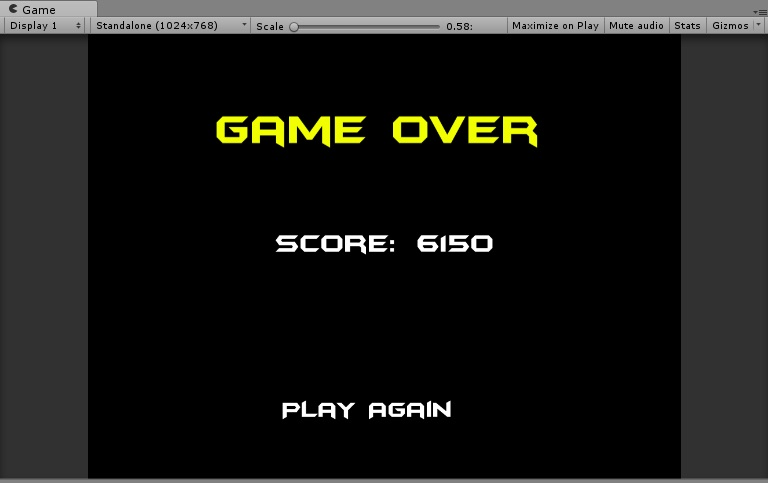 Game
Display 1 Standalone (1024x768) Scale 0.58: Maximize on Play Mute audio Stats Gizmos
GAME OVER
SCORE: 6150
PLAY AGAIN